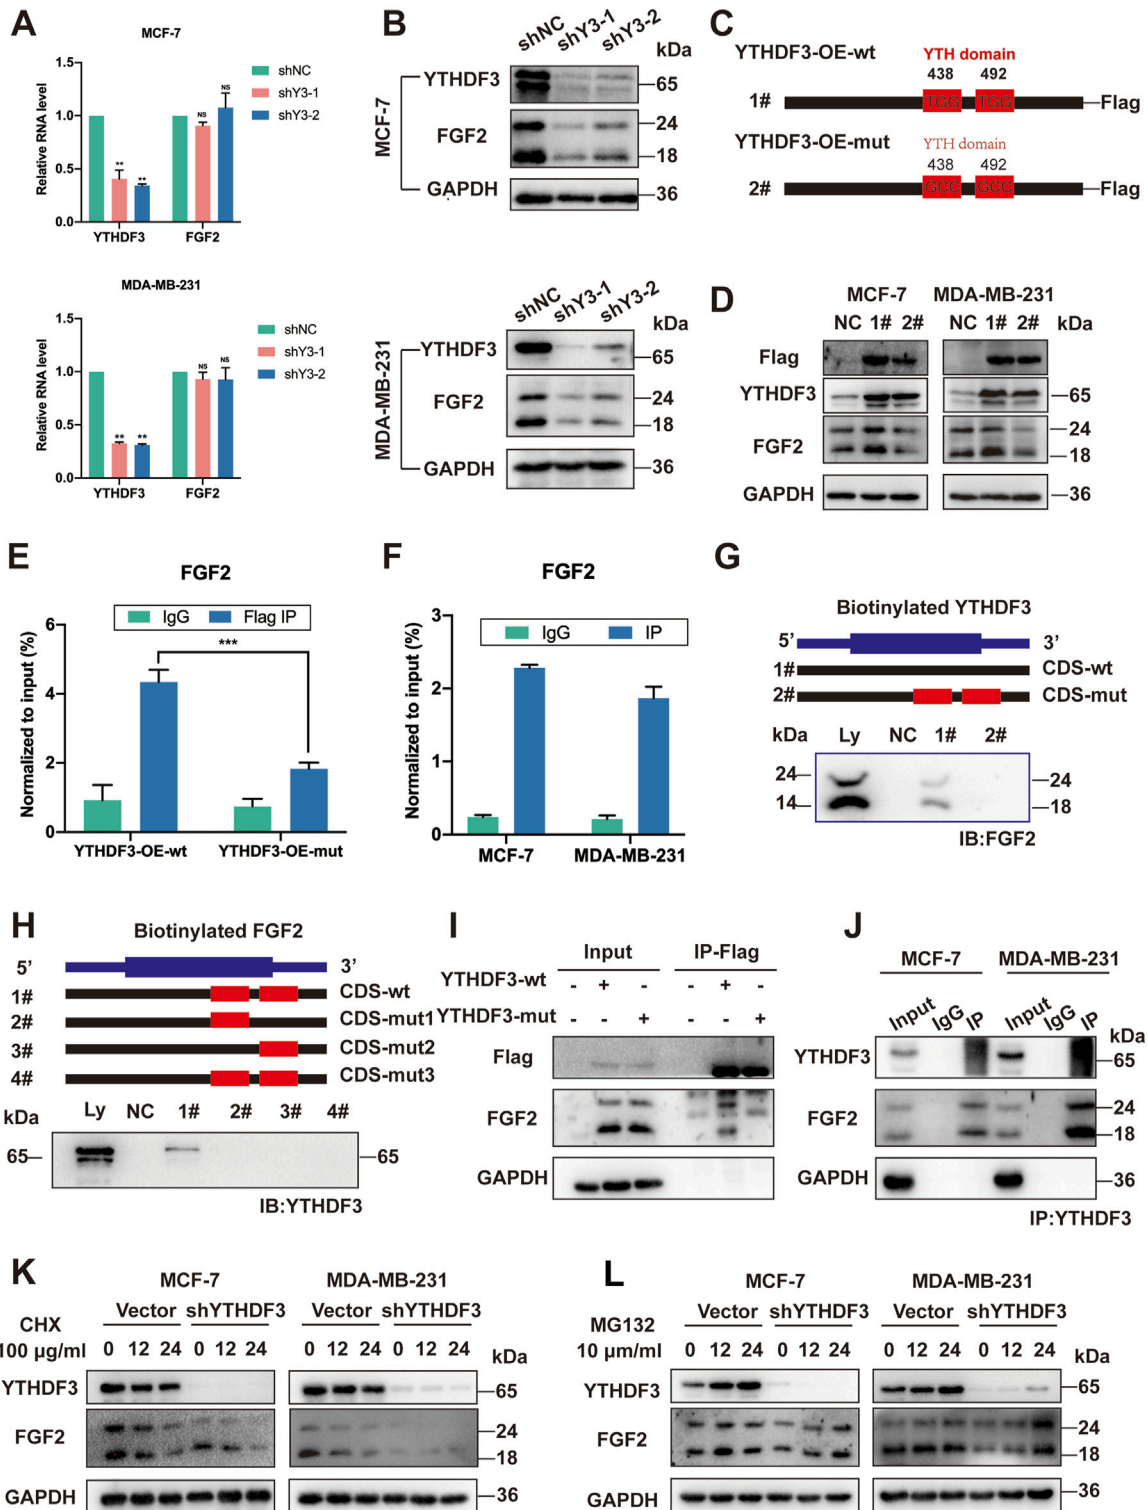 A
MCF-7
Relative RNA level
1.5
1.0
0.5
0.0
** ** NS NS
YTHDF3 FGF2
shNC
shY3-1
shY3-2
MDA-MB-231
Relative RNA level
1.5
1.0
0.5
0.0
** ** NS NS
YTHDF3 FGF2
shNC
shY3-1
shY3-2
B
shNC shY3-1 shY3-2
kDa
MCF-7
YTHDF3 65
FGF2 24
18
GAPDH 36
shNC shY3-1 shY3-2
kDa
MDA-MB-231
YTHDF3 65
FGF2 24
18
GAPDH 36
C
YTHDF3-OE-wt YTH domain
438 492
1# TGG TGG Flag
YTHDF3-OE-mut YTH domain
438 492
2# GCC GCC Flag
D
MCF-7 MDA-MB-231
NC 1# 2# NC 1# 2# kDa
Flag
YTHDF3 65
FGF2 24
18
GAPDH 36
E
FGF2
IgG Flag IP
Normalized to input (%)
6
4
2
0
***
YTHDF3-OE-wt YTHDF3-OE-mut
F
FGF2
IgG IP
Normalized to input (%)
3
2
1
0
MCF-7 MDA-MB-231
G
Biotinylated YTHDF3
5’ 3’
1# CDS-wt
2# CDS-mut
kDa Ly NC 1# 2#
24 24
14 18
IB:FGF2
H
Biotinylated FGF2
5’ 3’
1# CDS-wt
2# CDS-mut1
3# CDS-mut2
4# CDS-mut3
kDa Ly NC 1# 2# 3# 4#
65 65
IB:YTHDF3
I
Input IP-Flag
YTHDF3-wt - + - - + -
YTHDF3-mut - - + - - +
Flag
FGF2
GAPDH
J
MCF-7 MDA-MB-231
Input IgG IP Input IgG IP
kDa
YTHDF3 65
FGF2 24
18
GAPDH 36
IP:YTHDF3
K
MCF-7 MDA-MB-231
Vector shYTHDF3 Vector shYTHDF3
CHX
100 µg/ml 0 12 24 0 12 24 0 12 24 0 12 24
kDa
YTHDF3 65
FGF2 24
18
GAPDH 36
L
MCF-7 MDA-MB-231
Vector shYTHDF3 Vector shYTHDF3
MG132
10 µm/ml 0 12 24 0 12 24 0 12 24 0 12 24
kDa
YTHDF3 65
FGF2 24
18
GAPDH 36